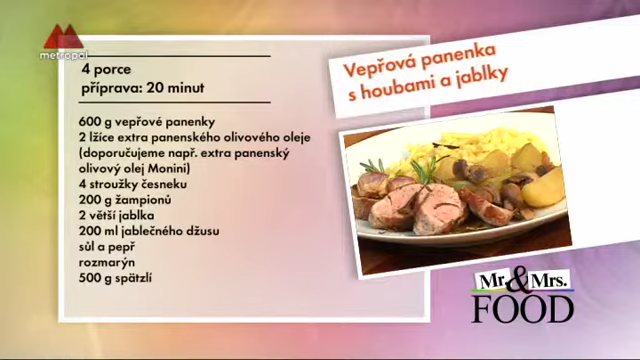 metropol
4 porce
příprava: 20 minut
600 g vepřové panenky
2 lžíce extra panenského olivového oleje
(doporučujeme např. extra panenský
olivový olej Monini)
4 stroužky česneku
200 g žampionů
2 větší jablka
200 ml jablečného džusu
sůl a pepř
rozmarýn
500 g spätzlí
Vepřová panenka
s houbami a jablky
Mr. & Mrs.
FOOD